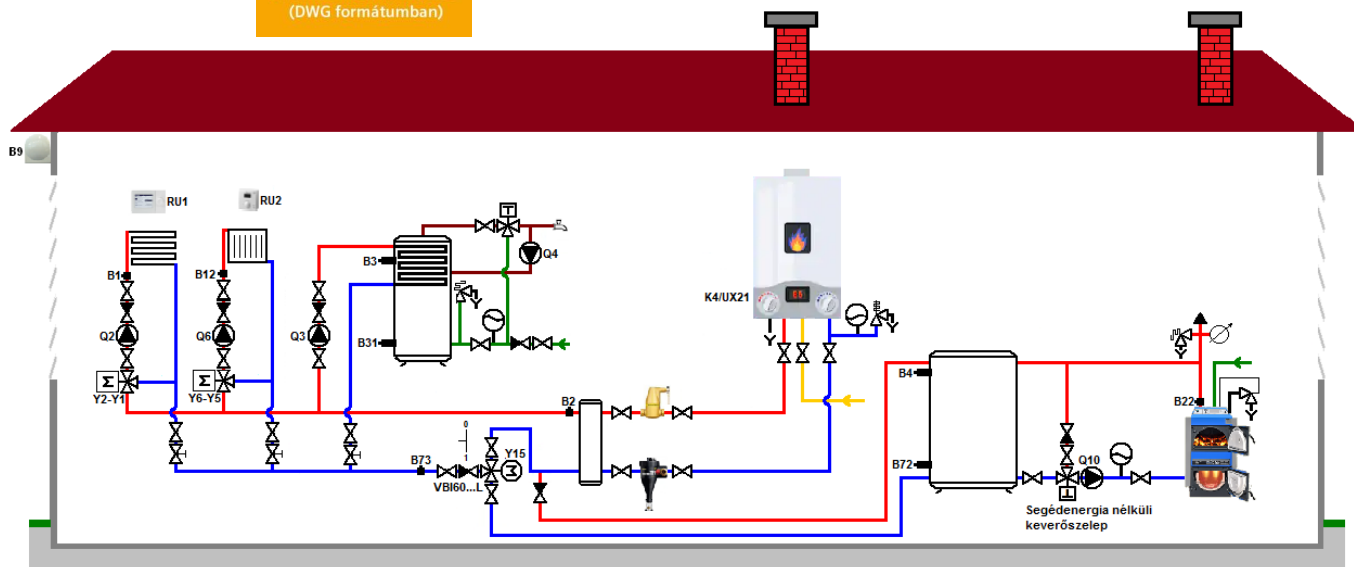 (DWG formátumban)
B9
RU1
RU2
B1
B12
B3
Q4
Q2
Q6
Q3
B31
K4/UX21
Y2-Y1
Y6-Y5
B2
B4
B22
0
1
B73
Y15
VBI60...L
B72
Q10
Segédenergia nélküli
keverőszelep